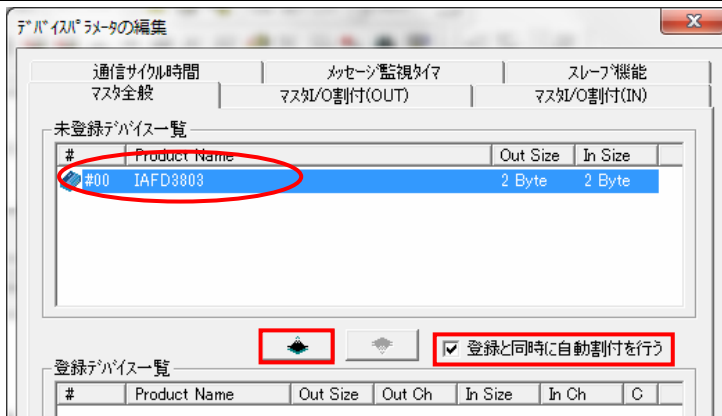 ﾃﾞﾊﾞｲｽﾊﾟﾗﾒｰﾀの編集
x
通信ｻｲｸﾙ時間 ﾒｯｾｰｼﾞ監視ﾀｲﾏ ｽﾚｰﾌﾞ機能
ﾏｽﾀ全般 ﾏｽﾀI/O割付(OUT) ﾏｽﾀI/O割付(IN)
未登録ﾃﾞﾊﾞｲｽ一覧
# Product Name Out Size In Size
#00 IAFD3803 2 Byte 2 Byte
登録と同時に自動割付を行う
登録ﾃﾞﾊﾞｲｽ一覧
# Product Name Out Size Out Ch In Size In Ch C